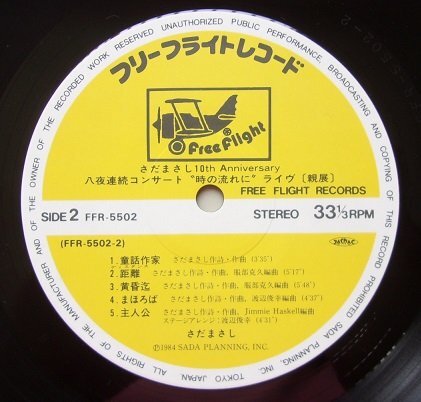 ALL RIGHTS OF THE MANUFACTURER AND OF THE OWNER OF THE RECORDED WORK RESERVED UNAUTHORIZED PUBLIC PERFORMANCE, BROADCASTING AND COPYING OF THIS RECORD PROHIBITED SADA PLANNING, INC. TOKYO JAPAN.
フリーフライトレコード
Free Flight
さだまさし10th Anniversary
八夜連続コンサート“時の流れに”ライヴ〔親展〕
FREE FLIGHT RECORDS
SIDE 2 FFR-5502 STEREO 33⅓RPM
(FFR-5502-2)
1. 童話作家 さだまさし作詩・作曲 (3'35")
2. 距離 さだまさし作詩・作曲, 服部克久編曲 (5'17")
3. 黄昏迄 さだまさし作詩・作曲, 服部克久編曲 (5'48")
4. まほろば さだまさし作詩・作曲, 渡辺俊幸編曲 (4'37")
5. 主人公 さだまさし作詩・作曲, Jimmie Haskell編曲
ステージアレンジ：渡辺俊幸 (4'31")
さだまさし
Ⓟ1984 SADA PLANNING, INC.